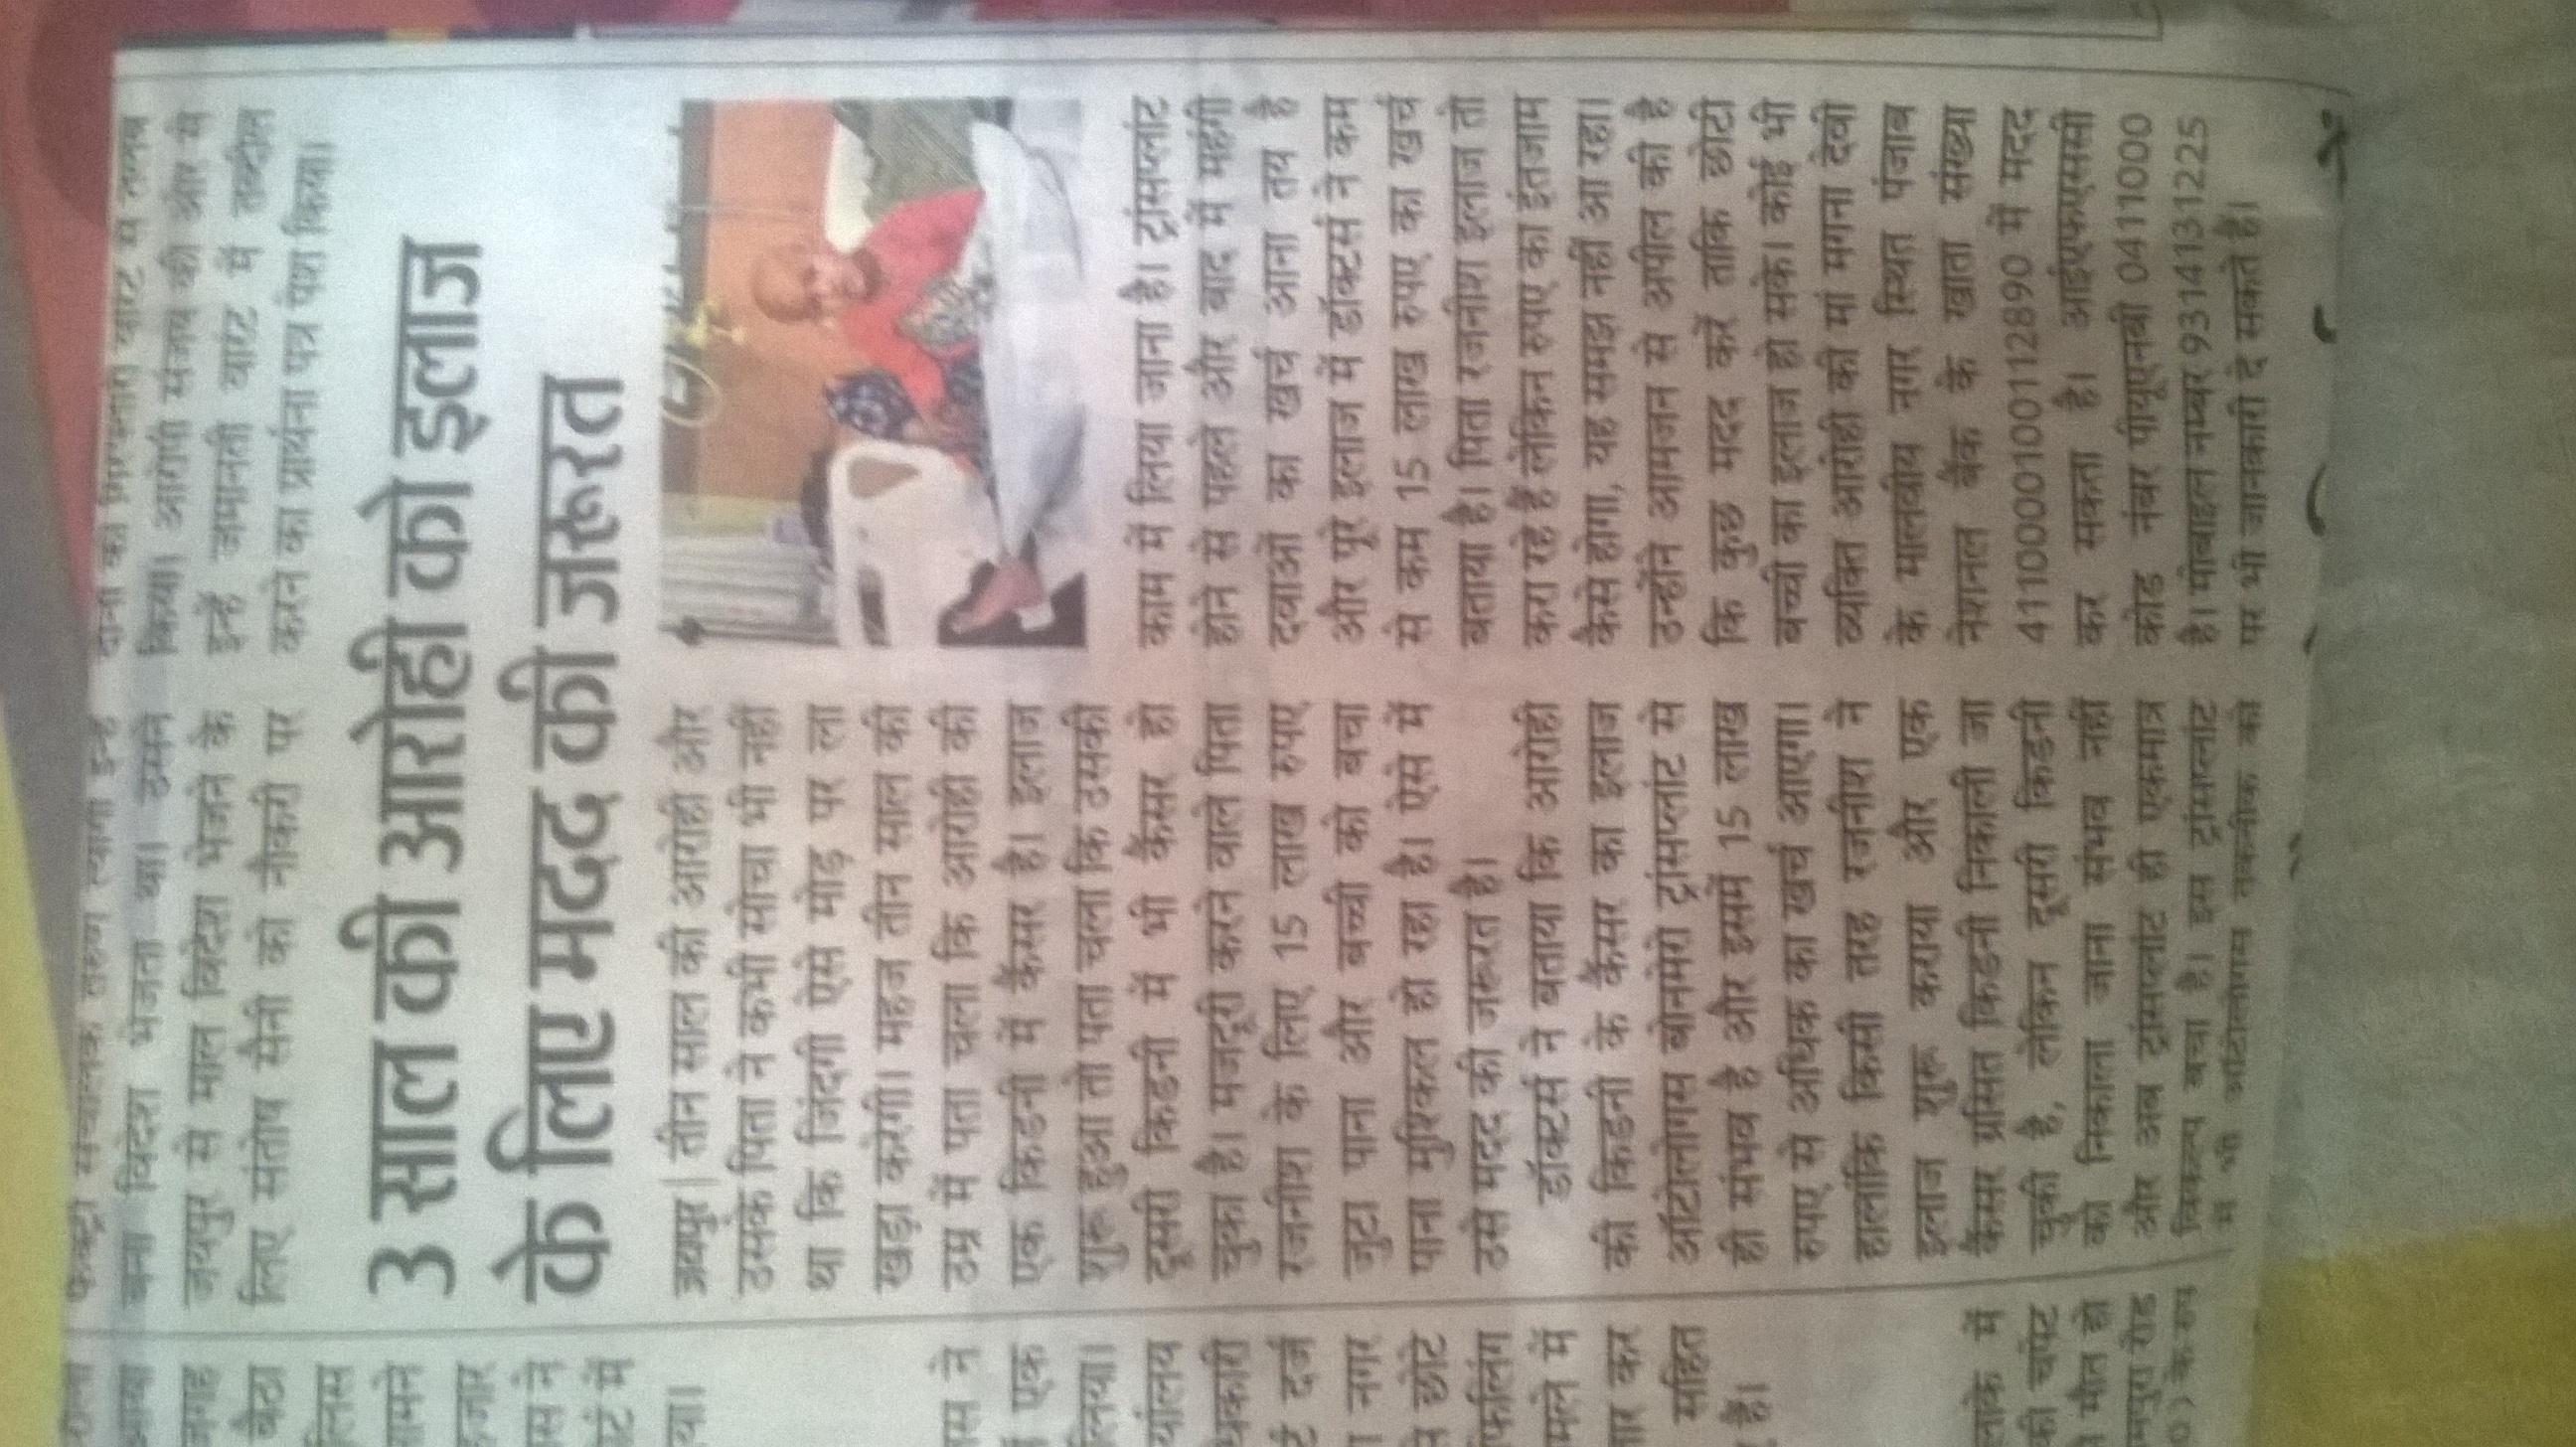 फैक्ट्री संचालक तरुण त्यागी इन्हें
बना विदेश भेजता था। उसने
जयपुर से माल विदेश भेजने के
लिए संतोष सैनी को नौकरी पर
दोनों को गिरफ्तारी वारंट से तलब
किया। आरोपी संजय की ओर से
इन्हें जमानती वारंट में तब्दील
करने का प्रार्थना पत्र पेश किया।
3 साल की आरोही को इलाज
के लिए मदद की जरूरत
जयपुर | तीन साल की आरोही और
उसके पिता ने कभी सोचा भी नहीं
था कि जिंदगी ऐसे मोड़ पर ला
खड़ा करेगी। महज तीन साल की
उम्र में पता चला कि आरोही की
एक किडनी में कैंसर है। इलाज
शुरू हुआ तो पता चला कि उसकी
दूसरी किडनी में भी कैंसर हो
चुका है। मजदूरी करने वाले पिता
रजनीश के लिए 15 लाख रुपए
जुटा पाना और बच्ची को बचा
पाना मुश्किल हो रहा है। ऐसे में
उसे मदद की जरूरत है।
डॉक्टर्स ने बताया कि आरोही
की किडनी के कैंसर का इलाज
ऑटोलोगस बोनमेरो ट्रांसप्लांट से
ही संभव है और इसमें 15 लाख
रुपए से अधिक का खर्च आएगा।
हालांकि किसी तरह रजनीश ने
इलाज शुरू कराया और एक
कैंसर ग्रसित किडनी निकाली जा
चुकी है, लेकिन दूसरी किडनी
को निकाला जाना संभव नहीं
और अब ट्रांसप्लांट ही एकमात्र
विकल्प बचा है। इस ट्रांसप्लांट
में भी ऑटोलोगस तकनीक को
काम में लिया जाना है। ट्रांसप्लांट
होने से पहले और बाद में महंगी
दवाओं का खर्च आना तय है
और पूरे इलाज में डॉक्टर्स ने कम
से कम 15 लाख रुपए का खर्च
बताया है। पिता रजनीश इलाज तो
करा रहे हैं लेकिन रुपए का इंतजाम
कैसे होगा, यह समझ नहीं आ रहा।
उन्होंने आमजन से अपील की है
कि कुछ मदद करें ताकि छोटी
बच्ची का इलाज हो सके। कोई भी
व्यक्ति आरोही की मां मगना देवी
के मालवीय नगर स्थित पंजाब
नेशनल बैंक के खाता संख्या
4110000100112890 में मदद
कर सकता है। आईएफएससी
कोड नंबर पीयूएनबी 0411000
है। मोबाइल नम्बर 9314131225
पर भी जानकारी दे सकते हैं।